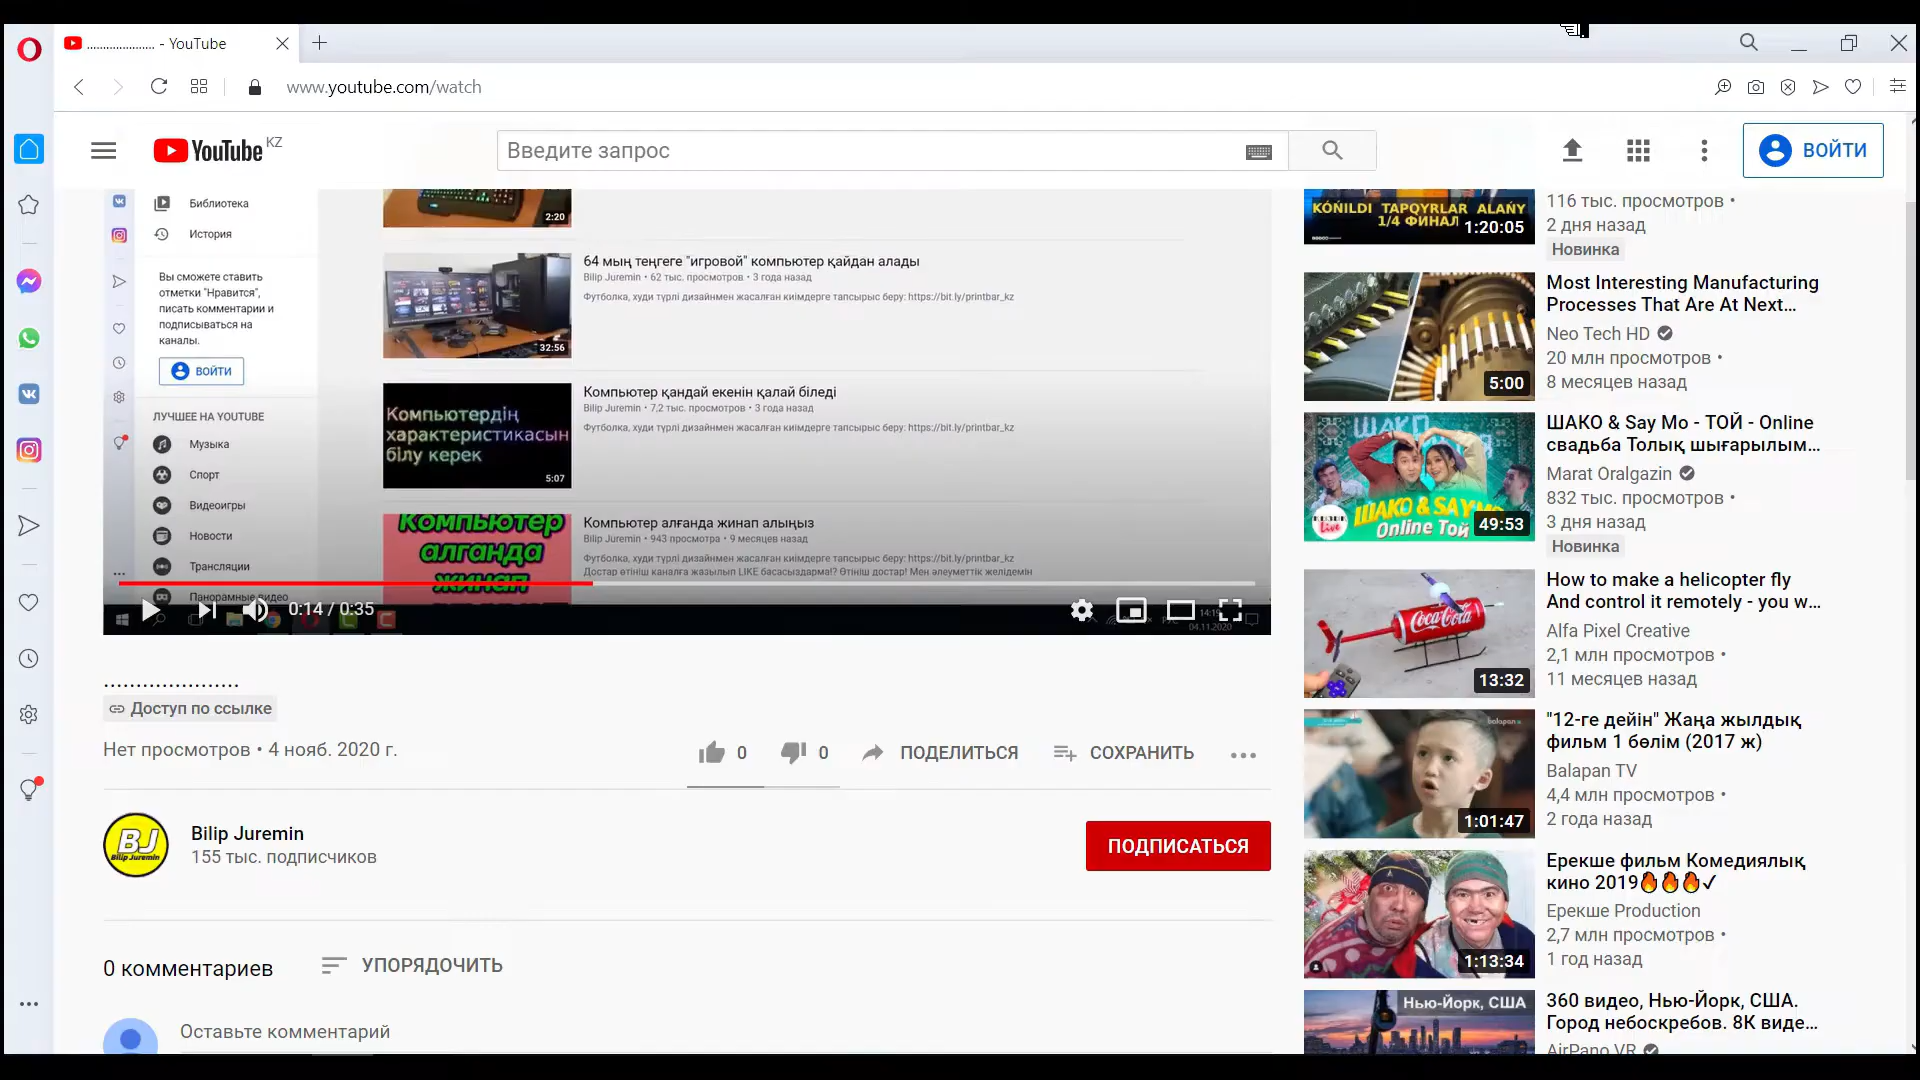 ..................... - YouTube
www.youtube.com/watch
YouTube KZ
Введите запрос
ВОЙТИ
Библиотека
История
Вы сможете ставить
отметки "Нравится",
писать комментарии и
подписываться на
каналы.
ВОЙТИ
ЛУЧШЕЕ НА YOUTUBE
Музыка
Спорт
Видеоигры
Новости
Трансляции
Панорамные видео
2:20
64 мың теңгеге "игровой" компьютер қайдан алады
Bilip Juremin • 62 тыс. просмотров • 3 года назад
Футболка, худи түрлі дизайнмен жасалған киімдерге тапсырыс беру: https://bit.ly/printbar_kz
32:56
Компьютер қандай екенін қалай біледі
Bilip Juremin • 7,2 тыс. просмотров • 3 года назад
Футболка, худи түрлі дизайнмен жасалған киімдерге тапсырыс беру: https://bit.ly/printbar_kz
Компьютердің
характеристикасын
білу керек
5:07
Компьютер алғанда жинап алыңыз
Bilip Juremin • 943 просмотра • 9 месяцев назад
Футболка, худи түрлі дизайнмен жасалған киімдерге тапсырыс беру: https://bit.ly/printbar_kz
Достар өтініш каналға жазылып LIKE басасыздарма!? Өтініш достар! Мен әлеуметтік желідемін
Компьютер
алганда
жинап
0:14 / 0:35
04.11.2020
.....................
Доступ по ссылке
Нет просмотров • 4 нояб. 2020 г.
0
0
ПОДЕЛИТЬСЯ
СОХРАНИТЬ
BJ
Bilip Juremin
Bilip Juremin
155 тыс. подписчиков
ПОДПИСАТЬСЯ
0 комментариев
УПОРЯДОЧИТЬ
Оставьте комментарий
KÓŃILDI TAPQYRLAR ALAŃY
1/4 ФИНАЛ
1:20:05
116 тыс. просмотров •
2 дня назад
Новинка
5:00
Most Interesting Manufacturing
Processes That Are At Next...
Neo Tech HD
20 млн просмотров •
8 месяцев назад
ШАКО & SAY
Online Той
Live
49:53
ШАКО & Say Mo - ТОЙ - Online
свадьба Толық шығарылым...
Marat Oralgazin
832 тыс. просмотров •
3 дня назад
Новинка
Coca-Cola
13:32
How to make a helicopter fly
And control it remotely - you w...
Alfa Pixel Creative
2,1 млн просмотров •
11 месяцев назад
balapan
1:01:47
"12-ге дейін" Жаңа жылдық
фильм 1 бөлім (2017 ж)
Balapan TV
4,4 млн просмотров •
2 года назад
1:13:34
Ерекше фильм Комедиялық
кино 2019🔥🔥🔥✓
Ерекше Production
2,7 млн просмотров •
1 год назад
Нью-Йорк, США
360 видео, Нью-Йорк, США.
Город небоскребов. 8К виде...
AirPano VR